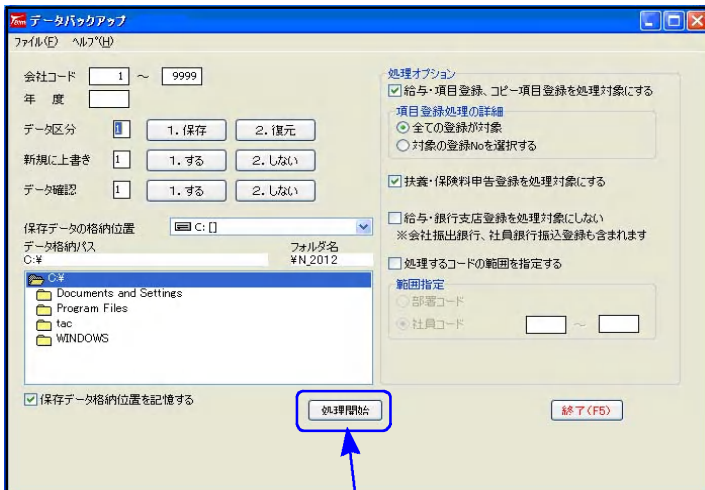 データバックアップ
ファイル(F) ヘルプ(H)
会社コード 1 ～ 9999
年 度
データ区分 1 1.保存 2.復元
新規に上書き 1 1.する 2.しない
データ確認 1 1.する 2.しない
保存データの格納位置 C: []
データ格納パス フォルダ名
C:¥ ¥N_2012
C:¥
Documents and Settings
Program Files
tac
WINDOWS
保存データ格納位置を記憶する
処理開始
処理オプション
給与・項目登録、コピー項目登録を処理対象にする
項目登録処理の詳細
全ての登録が対象
対象の登録Noを選択する
扶養・保険料申告登録を処理対象にする
給与・銀行支店登録を処理対象にしない
※会社振出銀行、社員銀行振込登録も含まれます
処理するコードの範囲を指定する
範囲指定
部署コード
社員コード ～
終了(F5)